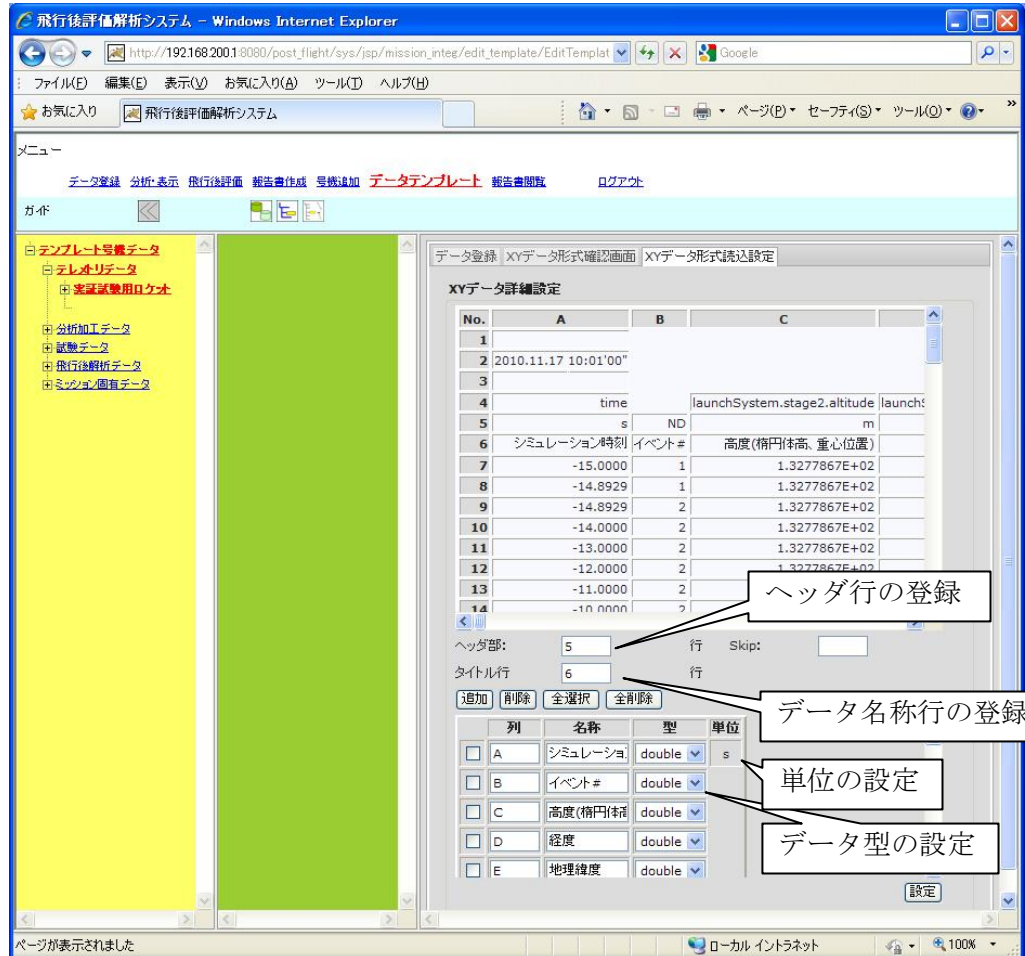 飛行後評価解析システム - Windows Internet Explorer
http://192.168.200.1:8080/post_flight/sys/jsp/mission_integ/edit_template/EditTemplat
Google
ファイル(F) 編集(E) 表示(V) お気に入り(A) ツール(T) ヘルプ(H)
お気に入り 飛行後評価解析システム ページ(P) セーフティ(S) ツール(O)
メニュー
データ登録 分析・表示 飛行後評価 報告書作成 号機追加 データテンプレート 報告書閲覧 ログアウト
ガイド
テンプレート号機データ
テレメトリデータ
実証試験用ロケット
分析加工データ
試験データ
飛行後解析データ
ミッション固有データ
データ登録 XYデータ形式確認画面 XYデータ形式読込設定
XYデータ詳細設定
No. A B C
1
2 2010.11.17 10:01'00"
3
4 time launchSystem.stage2.altitude launchS
5 s ND m
6 シミュレーション時刻 イベント# 高度(楕円体高、重心位置)
7 -15.0000 1 1.3277867E+02
8 -14.8929 1 1.3277867E+02
9 -14.8929 2 1.3277867E+02
10 -14.0000 2 1.3277867E+02
11 -13.0000 2 1.3277867E+02
12 -12.0000 2 1.3277867E+02
13 -11.0000 2
14 -10.0000 2
ヘッダ行の登録
ヘッダ部: 5 行 Skip:
タイトル行 6 行
追加 削除 全選択 全削除
データ名称行の登録
列 名称 型 単位
A シミュレーショ double s
B イベント# double
単位の設定
C 高度(楕円体高 double
D 経度 double
データ型の設定
E 地理緯度 double
設定
ページが表示されました ローカル イントラネット 100%